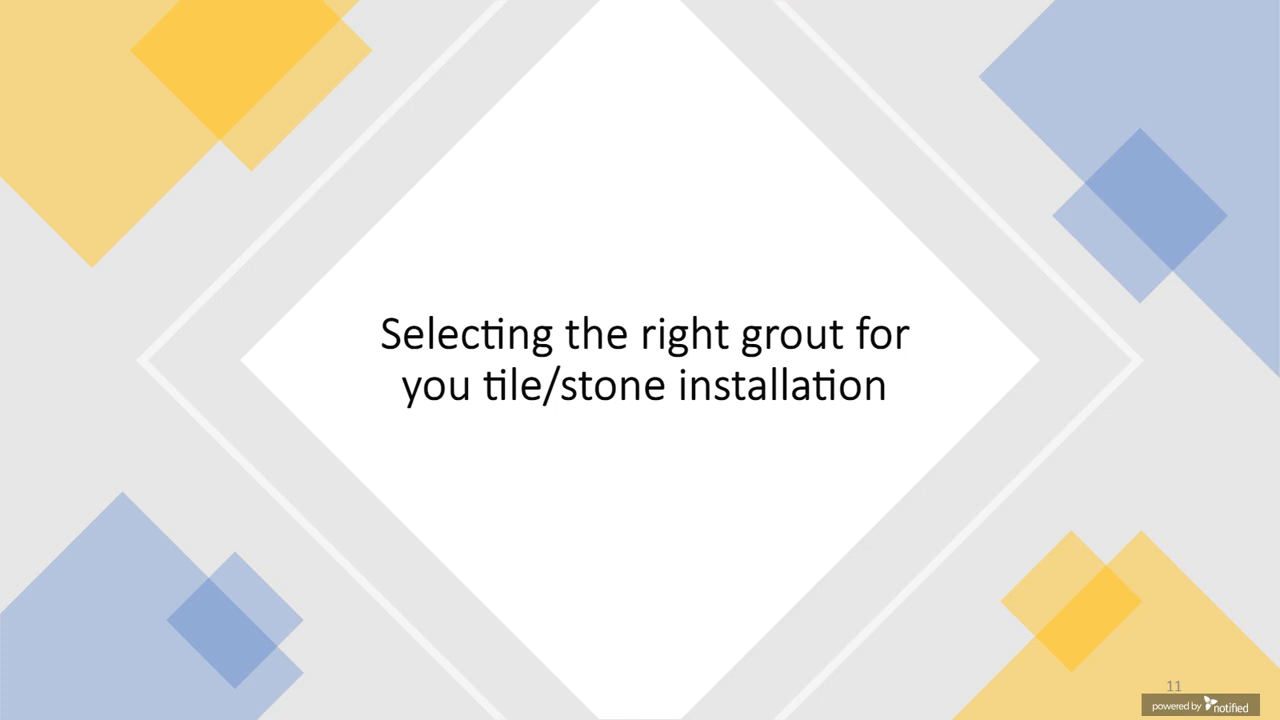 Selecting the right grout for
you tile/stone installation
11
powered by notified